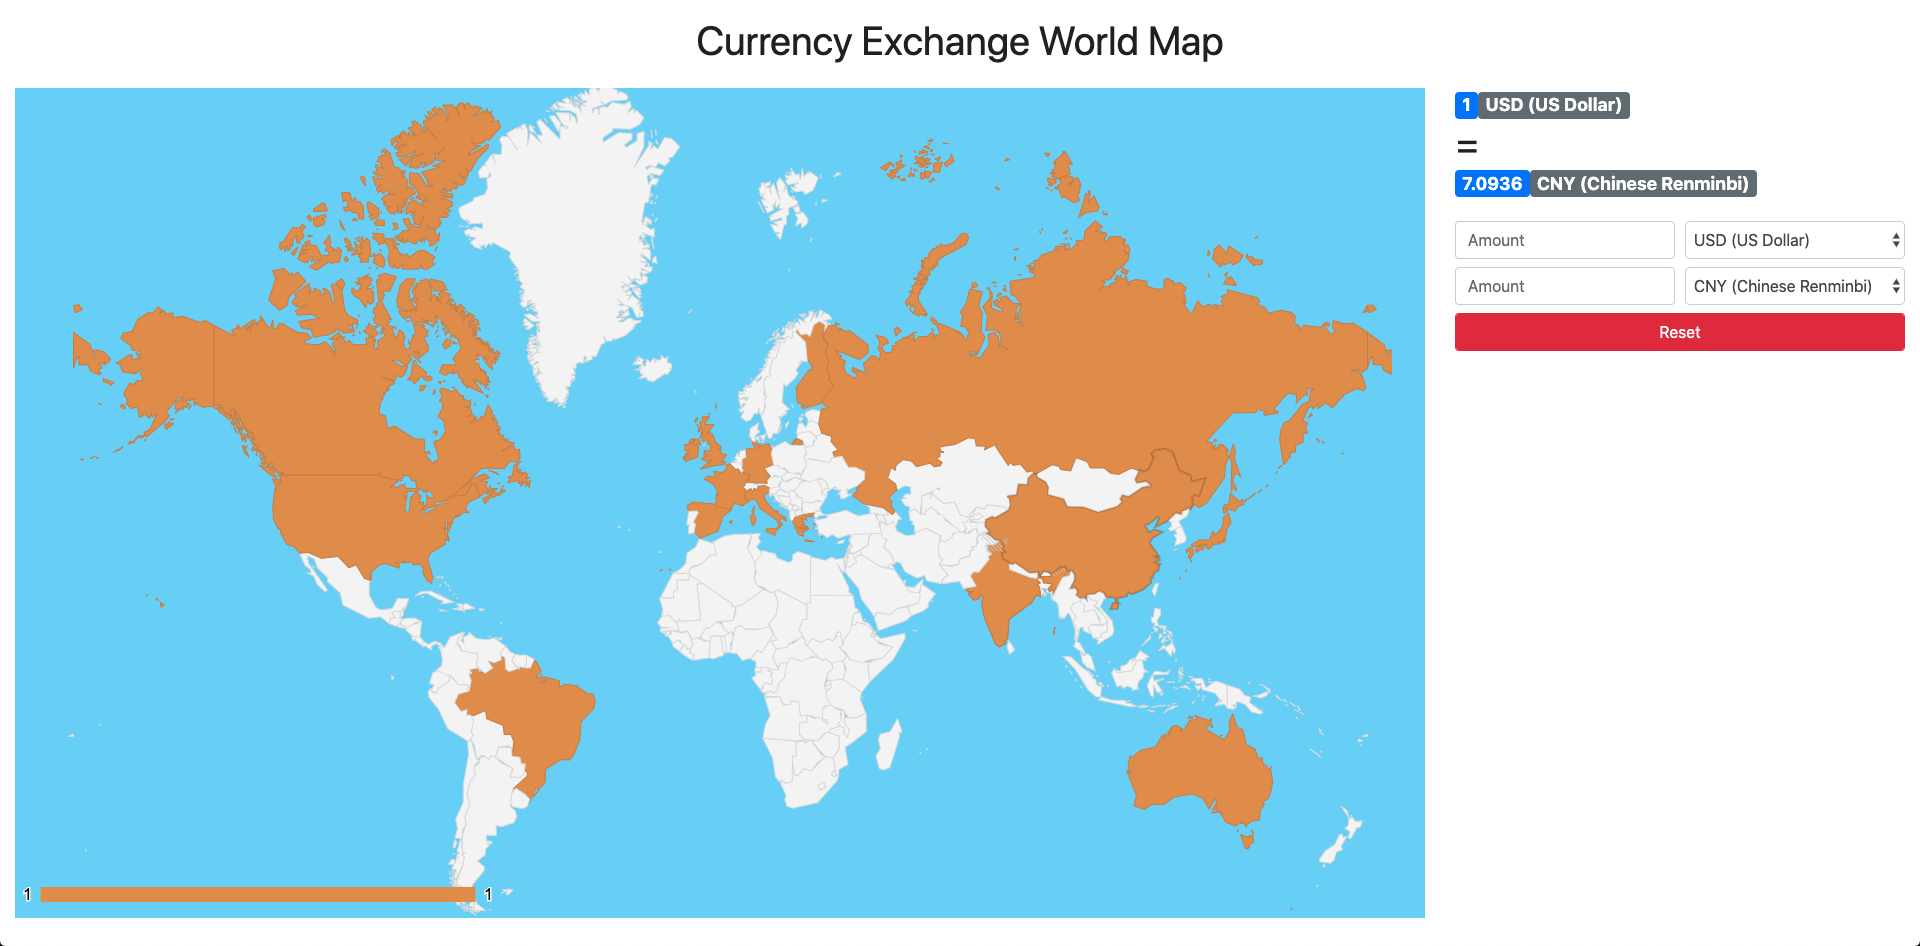 Currency Exchange World Map
1 USD (US Dollar)
=
7.0936 CNY (Chinese Renminbi)
Amount USD (US Dollar)
Amount CNY (Chinese Renminbi)
Reset
1 1